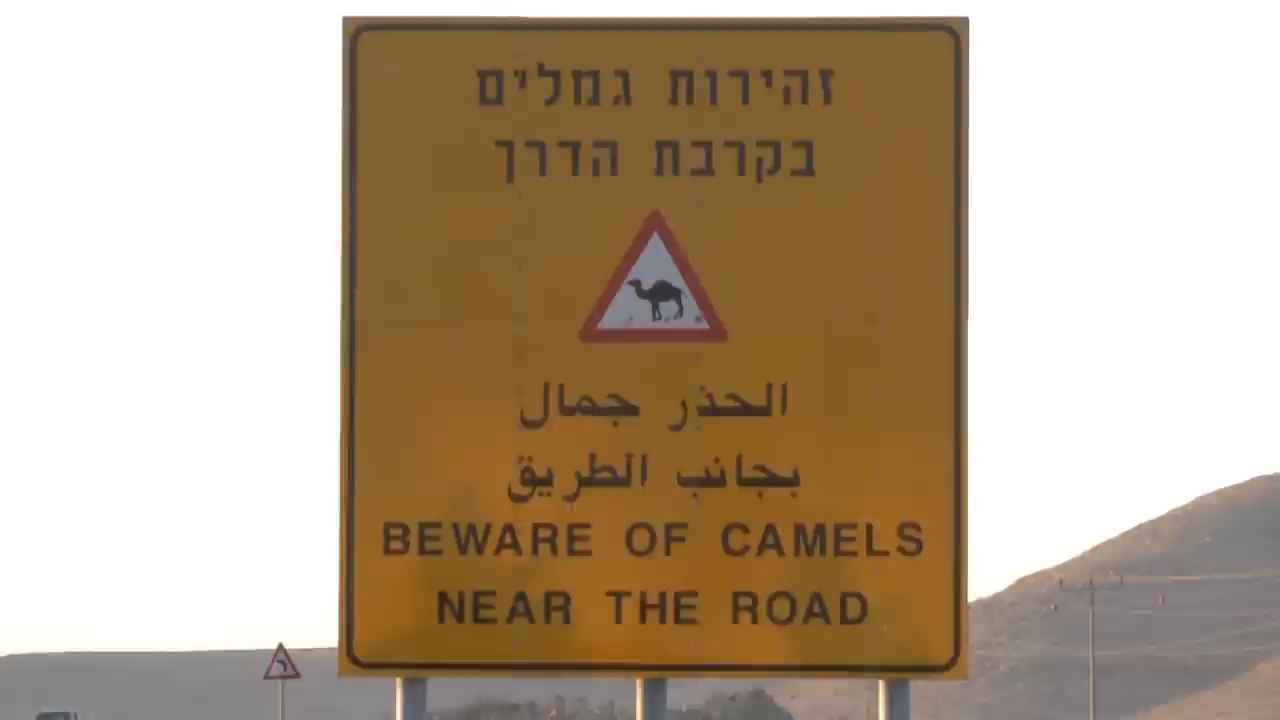 זהירות גמלים
בקרבת הדרך
الحذر جمال
بجانب الطريق
BEWARE OF CAMELS
NEAR THE ROAD